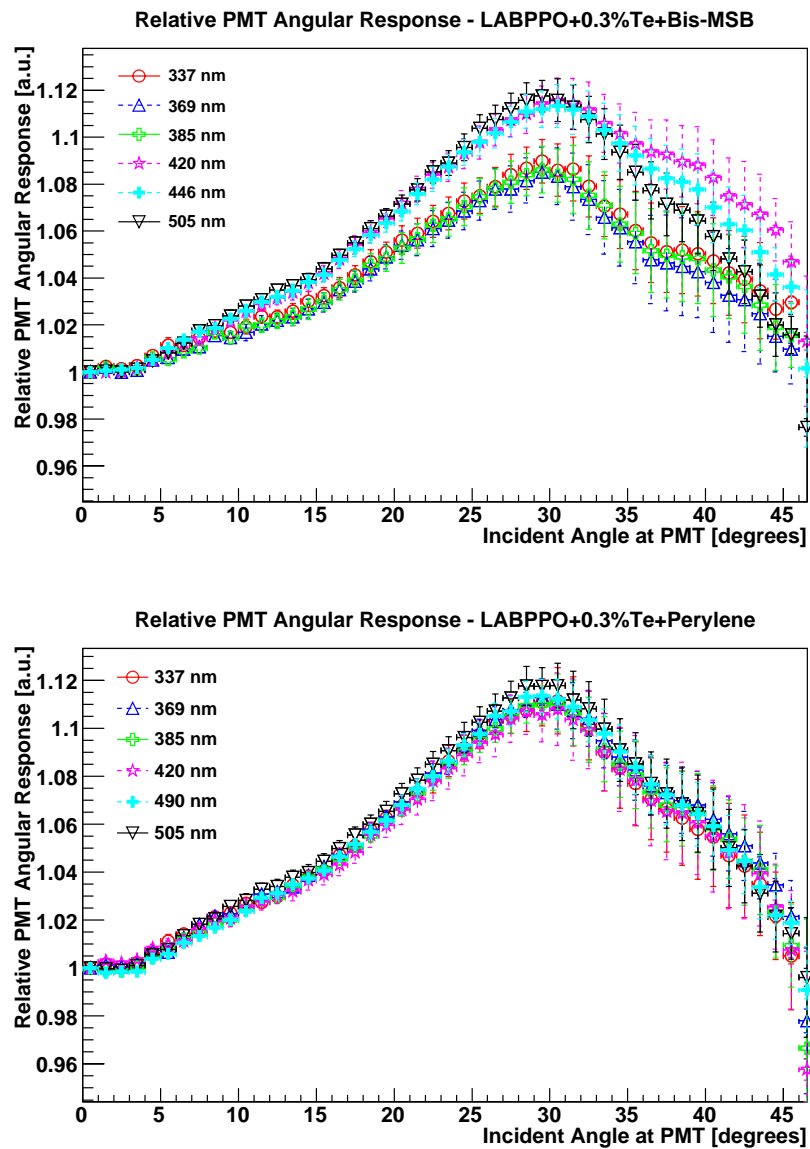 Relative PMT Angular Response - LABPPO+0.3%Te+Bis-MSB
Relative PMT Angular Response [a.u.]
337 nm
369 nm
385 nm
420 nm
446 nm
505 nm
1.12
1.1
1.08
1.06
1.04
1.02
1
0.98
0.96
0 5 10 15 20 25 30 35 40 45
Incident Angle at PMT [degrees]
Relative PMT Angular Response - LABPPO+0.3%Te+Perylene
Relative PMT Angular Response [a.u.]
337 nm
369 nm
385 nm
420 nm
490 nm
505 nm
1.12
1.1
1.08
1.06
1.04
1.02
1
0.98
0.96
0 5 10 15 20 25 30 35 40 45
Incident Angle at PMT [degrees]